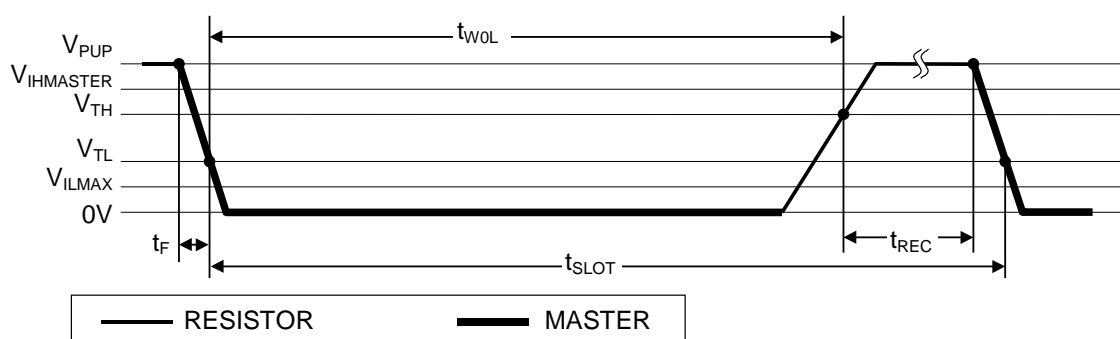 t_W0L
V_PUP
V_IHMASTER
V_TH
V_TL
V_ILMAX
0V
t_F
t_REC
t_SLOT
RESISTOR MASTER